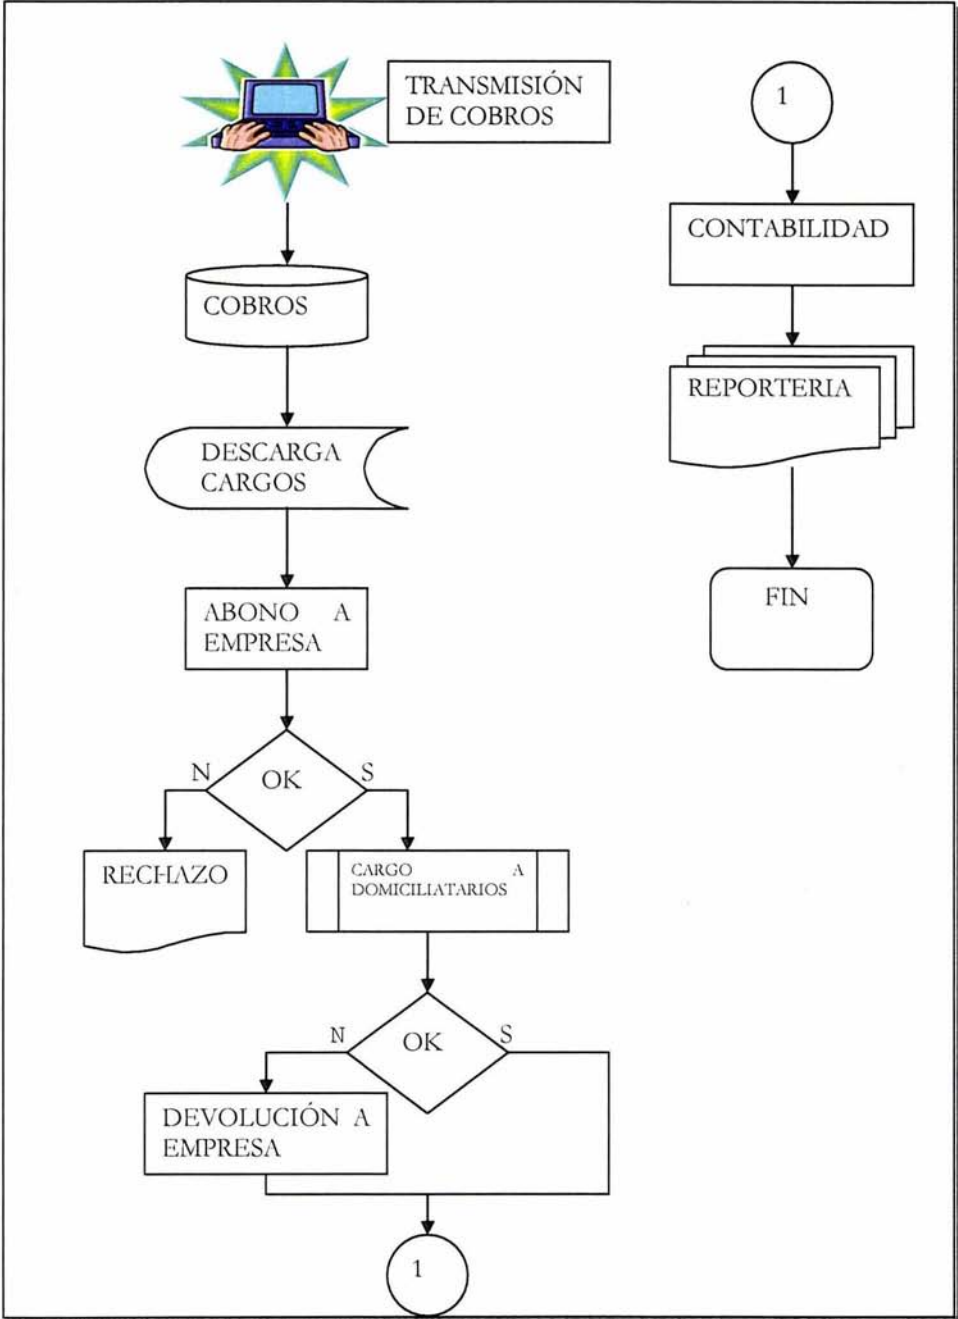 TRANSMISIÓN
DE COBROS
COBROS
DESCARGA
CARGOS
ABONO A
EMPRESA
OK
N
S
RECHAZO
CARGO A
DOMICILIATARIOS
OK
N
S
DEVOLUCIÓN A
EMPRESA
1
1
CONTABILIDAD
REPORTERIA
FIN